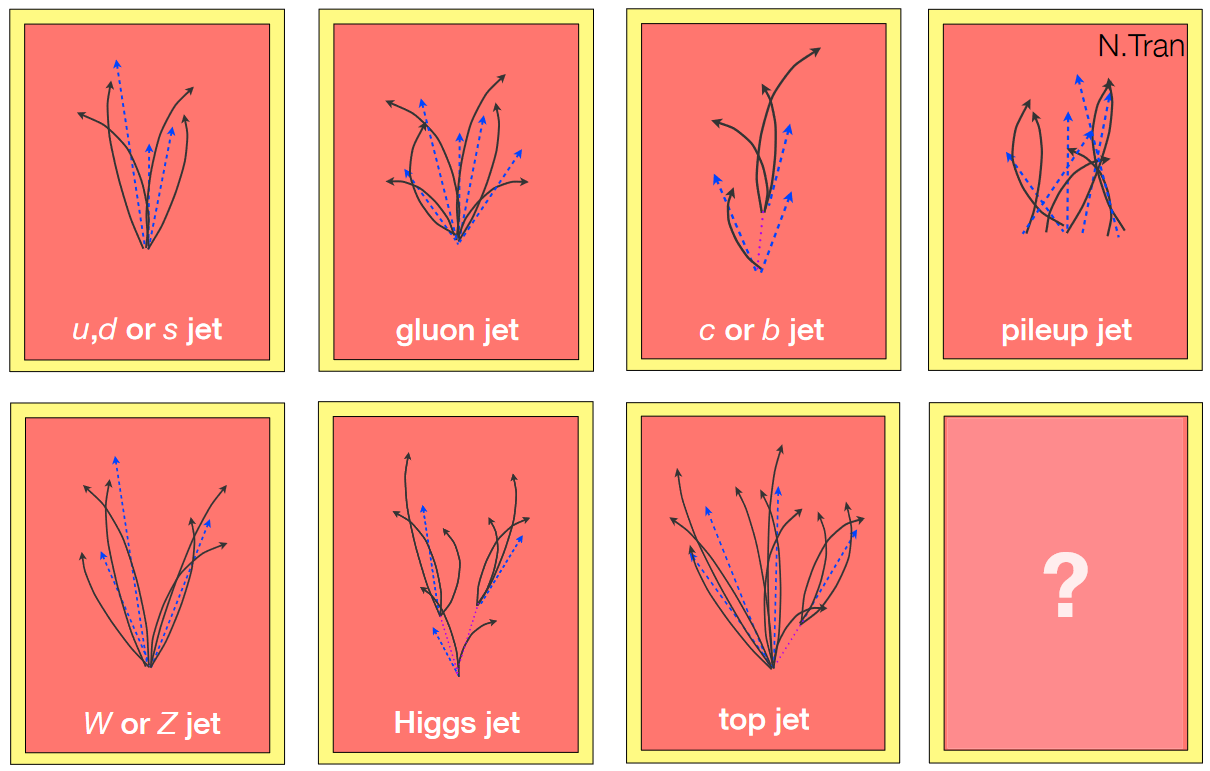 N.Tran
u,d or s jet
gluon jet
c or b jet
pileup jet
W or Z jet
Higgs jet
top jet
?